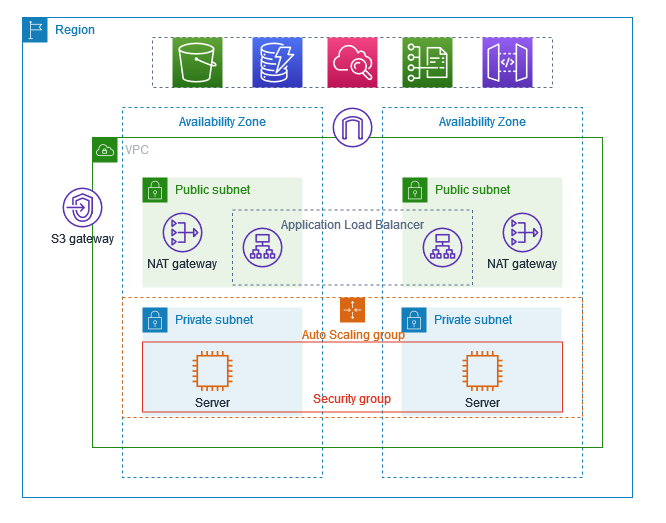 Region
Availability Zone
Availability Zone
VPC
Public subnet
Public subnet
Application Load Balancer
S3 gateway
NAT gateway
NAT gateway
Private subnet
Private subnet
Auto Scaling group
Security group
Server
Server